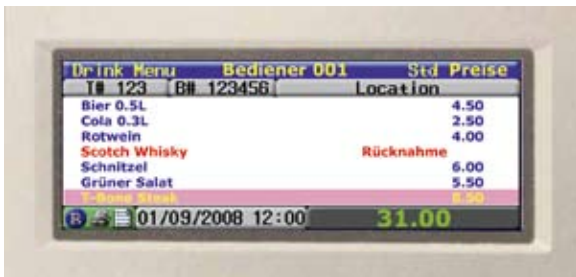 Drink Menu Bediener 001 Std Preise
T# 123 B# 123456 Location
Bier 0.5L 4.50
Cola 0.3L 2.50
Rotwein 4.00
Scotch Whisky Rücknahme
Schnitzel 6.00
Grüner Salat 5.50
T-Bone Steak 8.50
R 01/09/2008 12:00 31.00